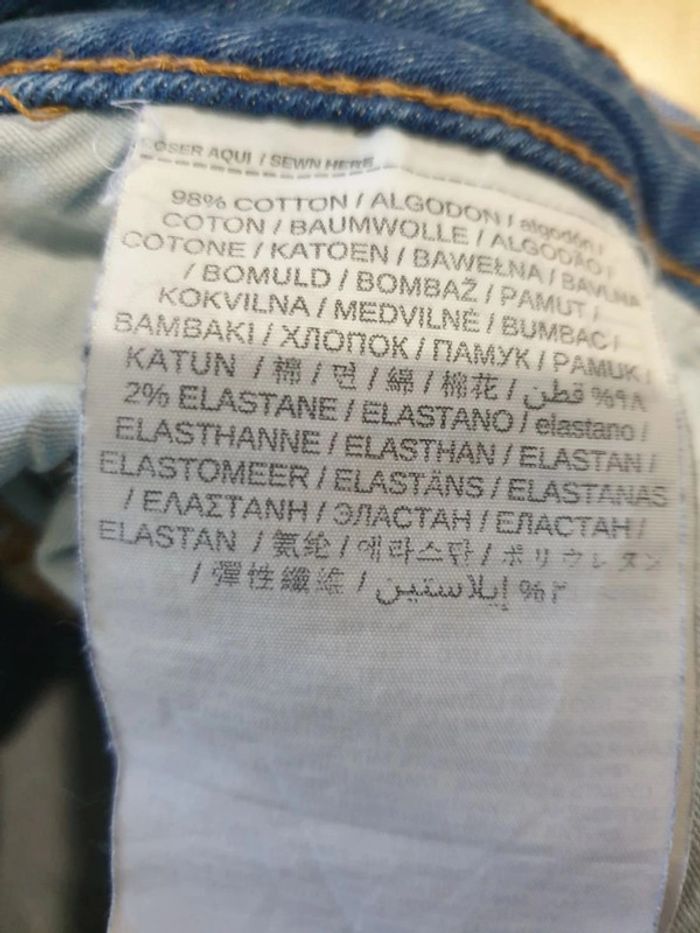 COSER AQUI / SEWN HERE
98% COTTON / ALGODON / algodón /
COTON / BAUMWOLLE / ALGODÃO /
COTONE / KATOEN / BAWEŁNA / BAVLNA
/ BOMULD / BOMBAŽ / PAMUT /
KOKVILNA / MEDVILNĖ / BUMBAC /
BAMBAKI / ХЛОПОК / ПАМУК / PAMUK /
KATUN / 棉 / 면 / 綿 / 棉花 / قطن %٩٨
2% ELASTANE / ELASTANO / elastano /
ELASTHANNE / ELASTHAN / ELASTAN /
ELASTOMEER / ELASTĀNS / ELASTANAS
/ ΕΛΑΣΤΑΝΗ / ЭЛАСТАН / ЕЛАСТАН /
ELASTAN / 氨纶 / 에라스탄 / ポリウレタン
/ 彈性纖維 / إيلاستين %٢